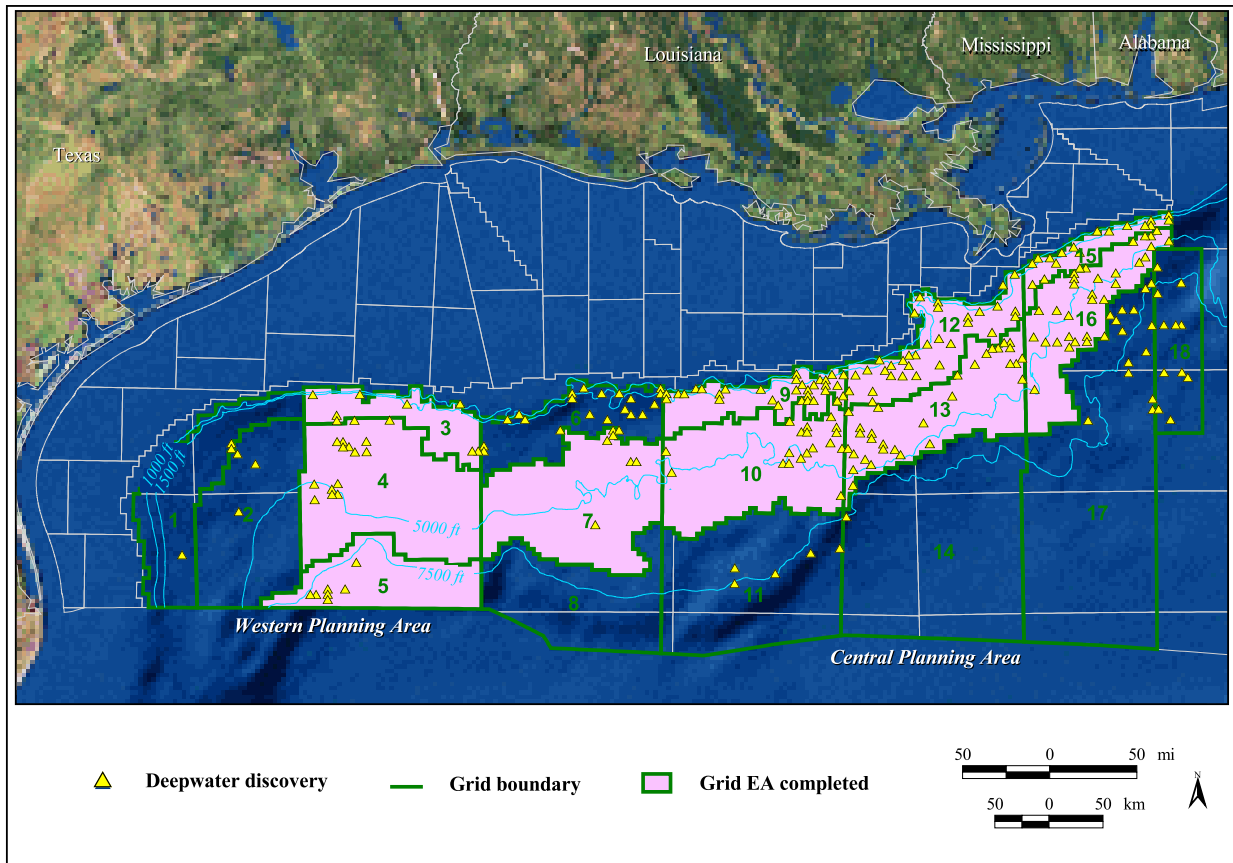 Mississippi
Alabama
Louisiana
Texas
15
16
12
18
9
6
3
13
10
4
1000 ft
1500 ft
1
2
7
5000 ft
17
14
7500 ft
5
8
11
Western Planning Area
Central Planning Area
50 0 50 mi
Deepwater discovery
Grid boundary
Grid EA completed
N
50 0 50 km